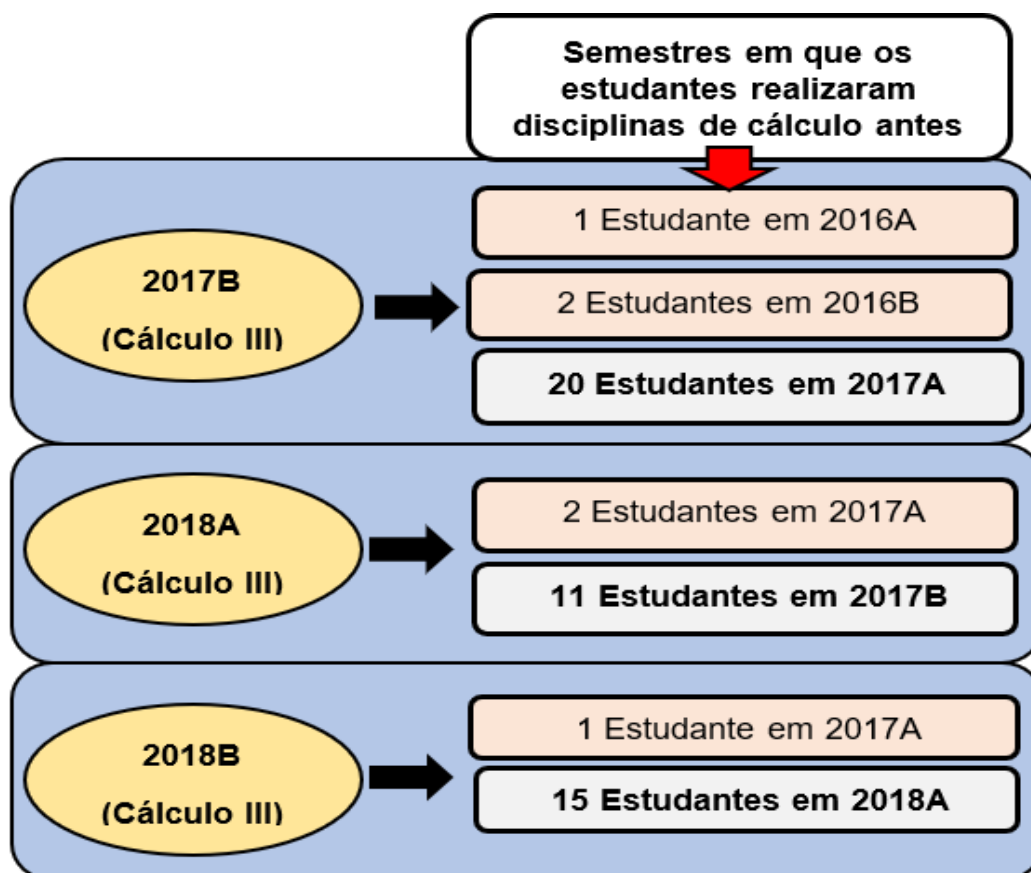 Semestres em que os
estudantes realizaram
disciplinas de cálculo antes
2017B
(Cálculo III)
1 Estudante em 2016A
2 Estudantes em 2016B
20 Estudantes em 2017A
2018A
(Cálculo III)
2 Estudantes em 2017A
11 Estudantes em 2017B
2018B
(Cálculo III)
1 Estudante em 2017A
15 Estudantes em 2018A